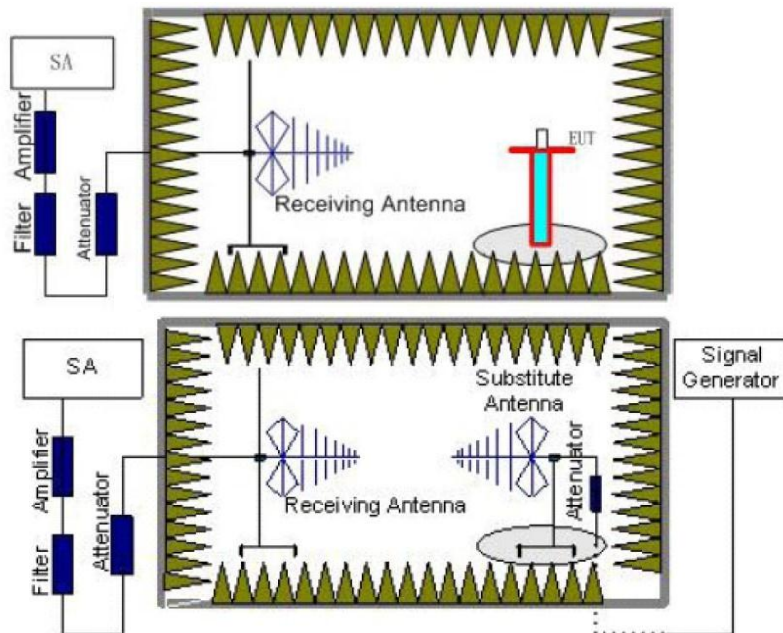 SA
Amplifier
Filter
Attenuator
Receiving Antenna
EUT
SA
Amplifier
Filter
Attenuator
Receiving Antenna
Substitute
Antenna
Attenuator
Signal
Generator